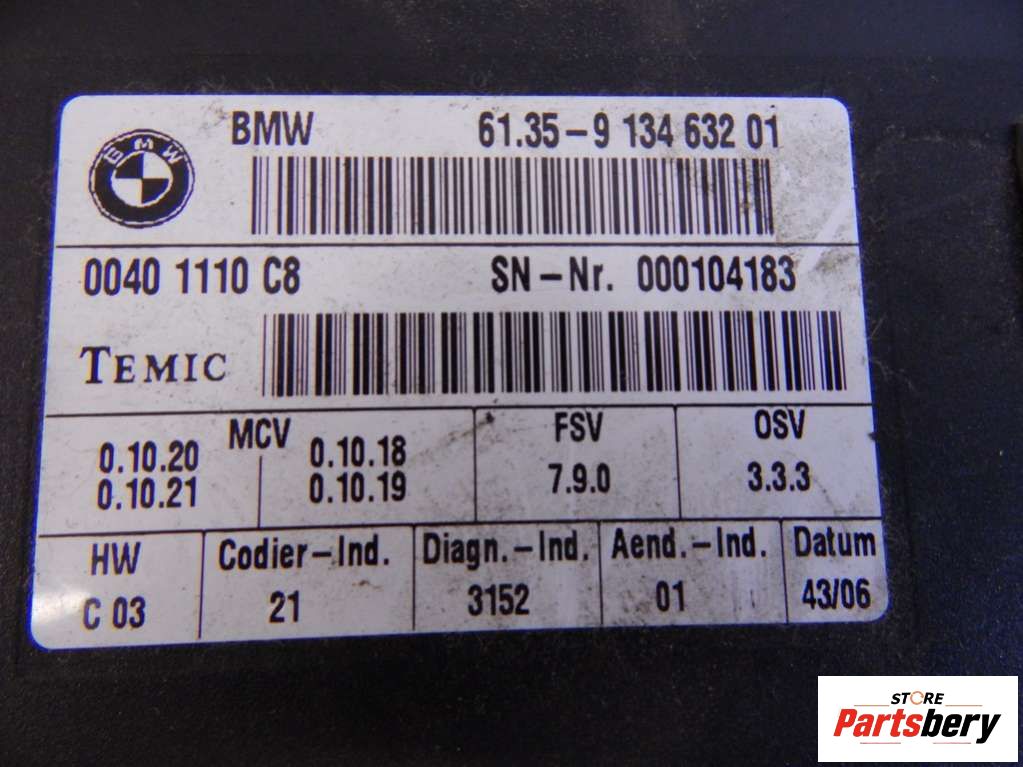 BMW
BMW 61.35-9 134 632 01
0040 1110 C8 SN-Nr. 000104183
TEMIC
MCV FSV OSV
0.10.20 0.10.18 7.9.0 3.3.3
0.10.21 0.10.19
HW Codier-Ind. Diagn.-Ind. Aend.-Ind. Datum
C 03 21 3152 01 43/06
STORE
Partsbery